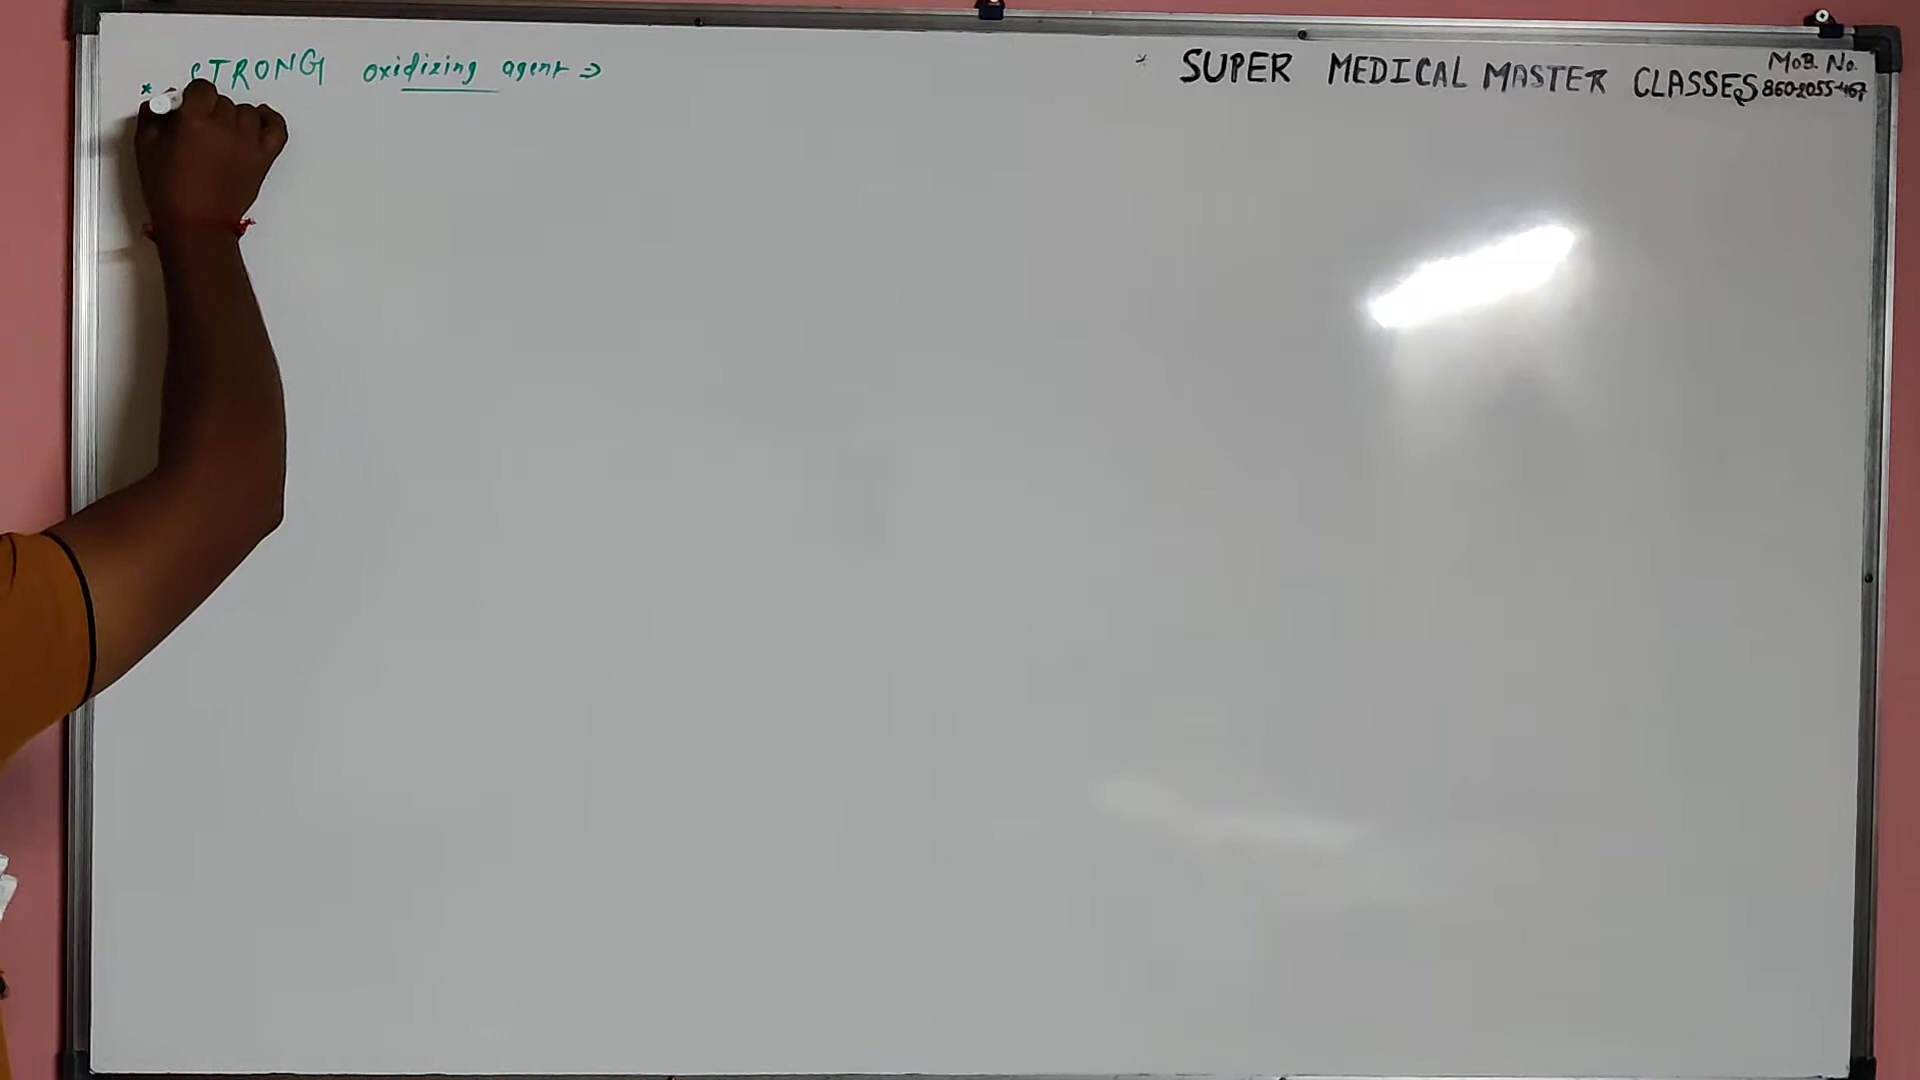 * STRONG oxidizing agent ⇒
* SUPER MEDICAL MASTER CLASSES
MOB. No.
860-2055-467